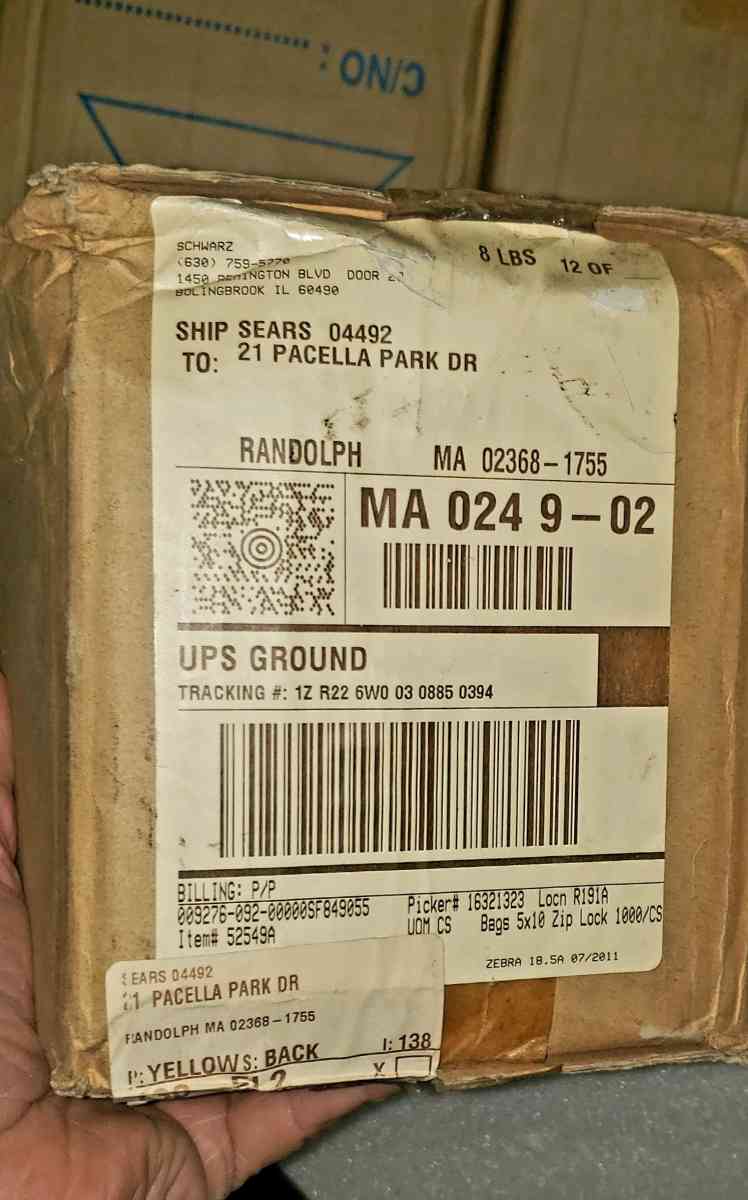 C/NO :
SCHWARZ
(630) 759-5770
1450 REMINGTON BLVD DOOR
BOLINGBROOK IL 60490
8 LBS 12 OF
SHIP SEARS 04492
TO: 21 PACELLA PARK DR
RANDOLPH MA 02368-1755
MA 024 9-02
UPS GROUND
TRACKING #: 1Z R22 6W0 03 0885 0394
BILLING: P/P
009276-092-00000SF849055 Picker# 16321323 Locn R191A
Item# 52549A UOM CS Bags 5x10 Zip Lock 1000/CS
ZEBRA 18.5A 07/2011
SEARS 04492
21 PACELLA PARK DR
RANDOLPH MA 02368-1755
P: YELLOW S: BACK I: 138
X